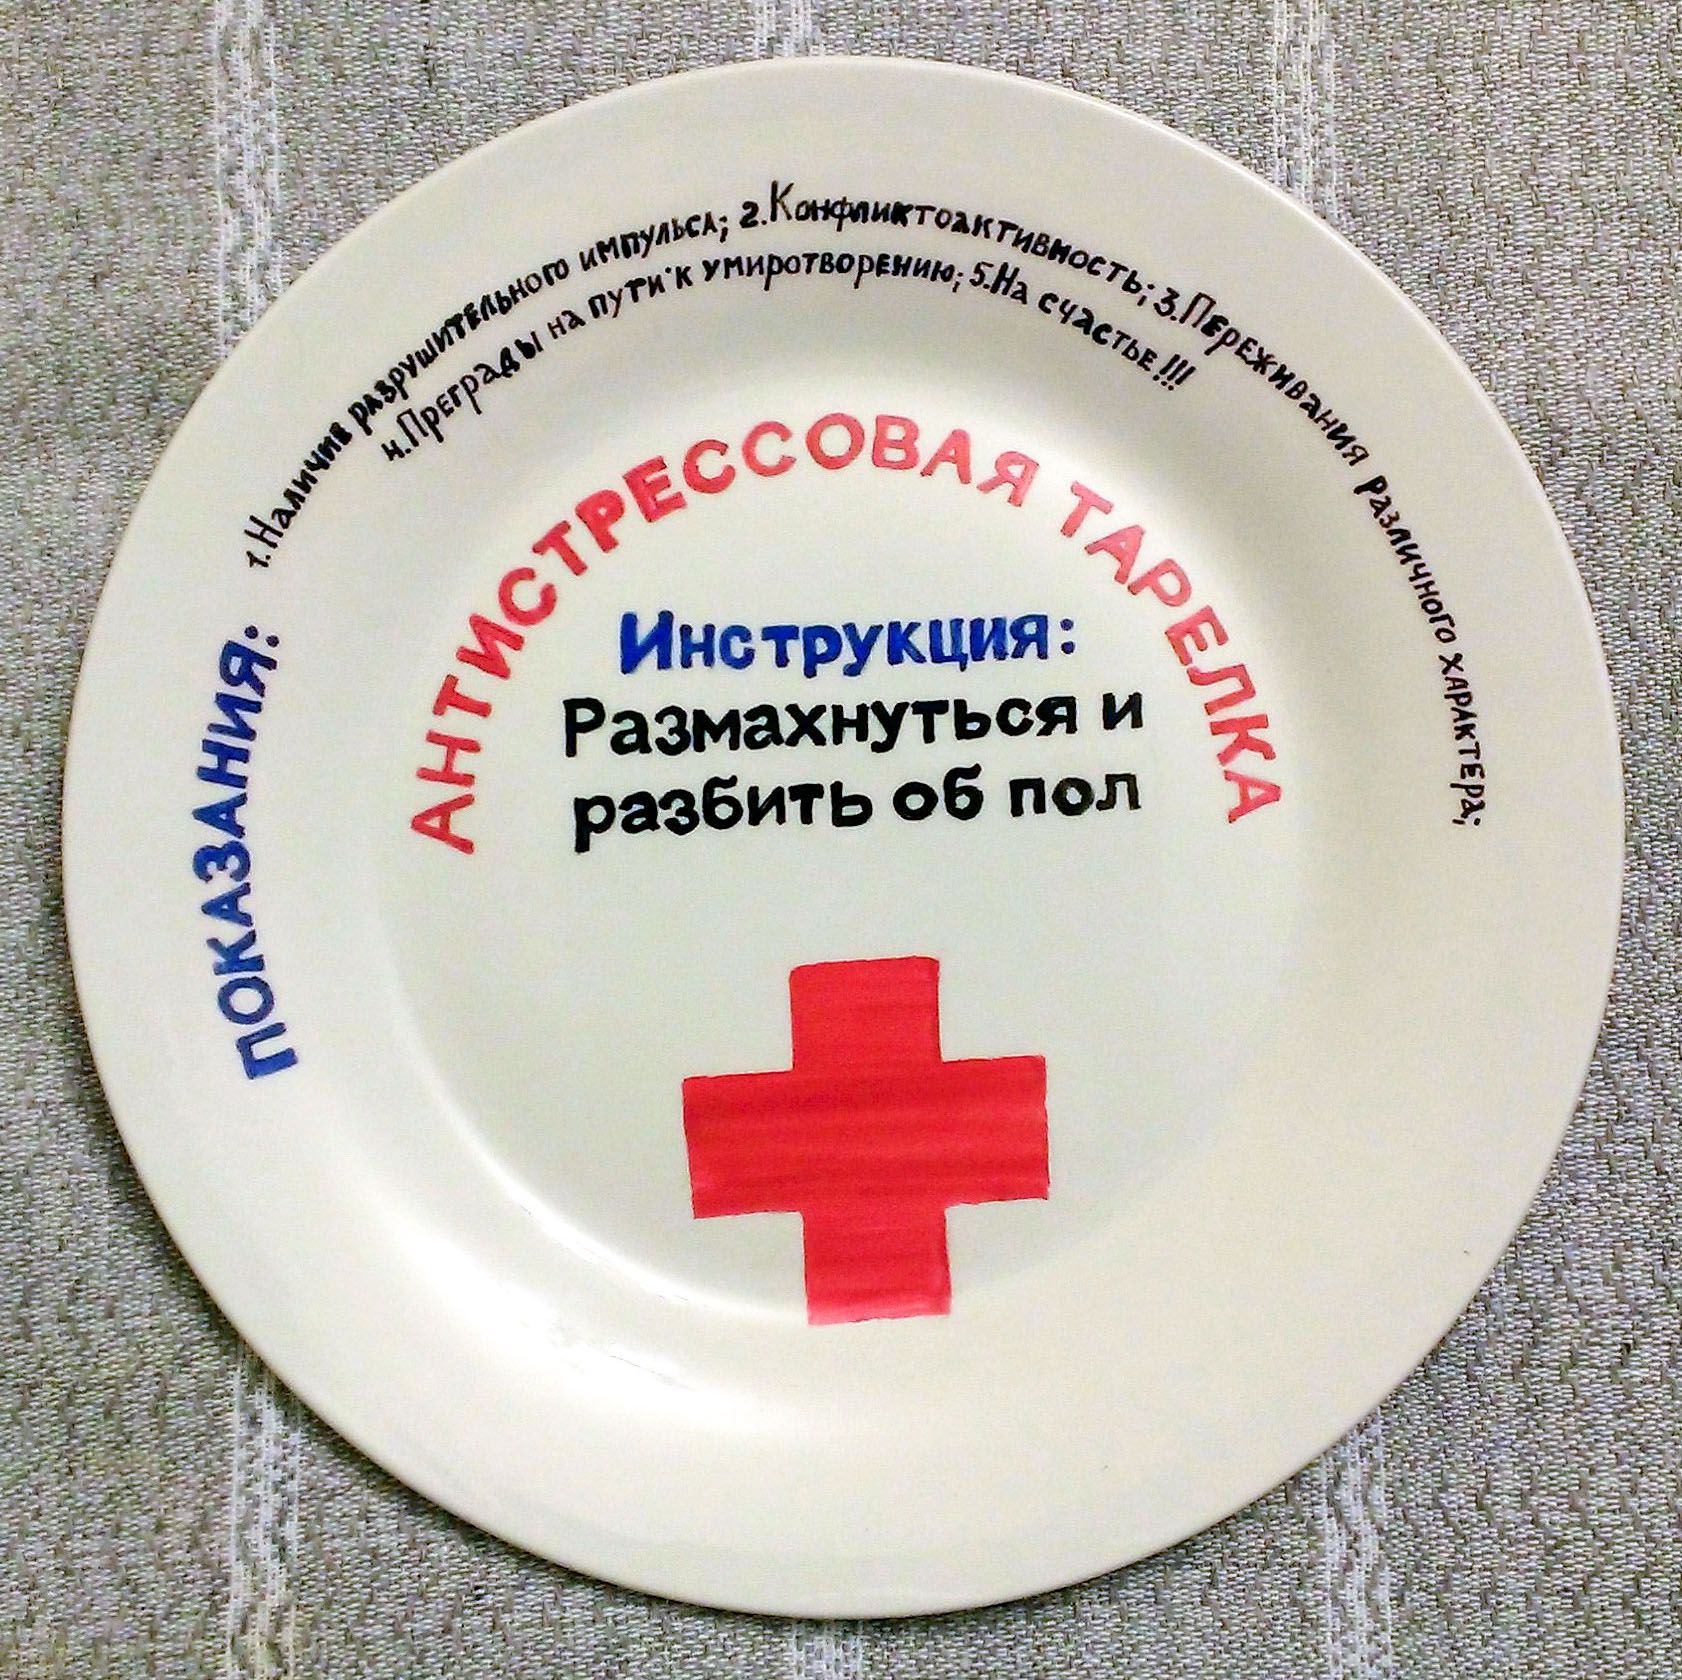 ПОКАЗАНИЯ:
1.Наличие разрушительного импульса; 2.Конфликтоактивность; 3.Переживания различного характера;
4.Преграды на пути к умиротворению; 5.На счастье!!!
АНТИСТРЕССОВАЯ ТАРЕЛКА
Инструкция:
Размахнуться и
разбить об пол